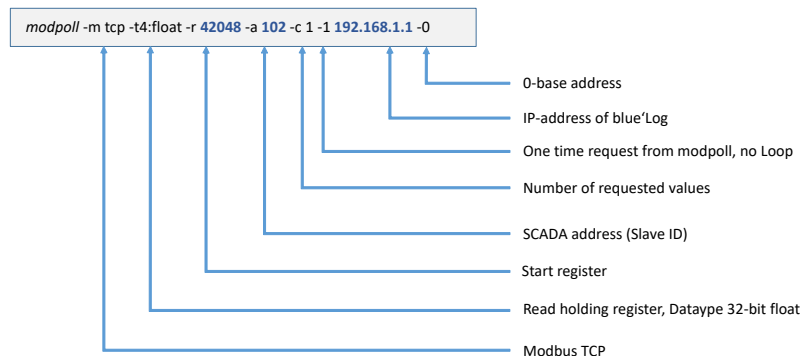 modpoll -m tcp -t4:float -r 42048 -a 102 -c 1 -1 192.168.1.1 -0
0-base address
IP-address of blue‘Log
One time request from modpoll, no Loop
Number of requested values
SCADA address (Slave ID)
Start register
Read holding register, Dataype 32-bit float
Modbus TCP